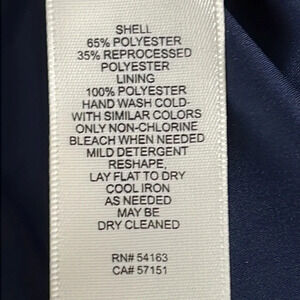 SHELL
65% POLYESTER
35% REPROCESSED
POLYESTER
LINING
100% POLYESTER
HAND WASH COLD-
WITH SIMILAR COLORS
ONLY NON-CHLORINE
BLEACH WHEN NEEDED
MILD DETERGENT
RESHAPE,
LAY FLAT TO DRY
COOL IRON
AS NEEDED
MAY BE
DRY CLEANED
RN# 54163
CA# 57151